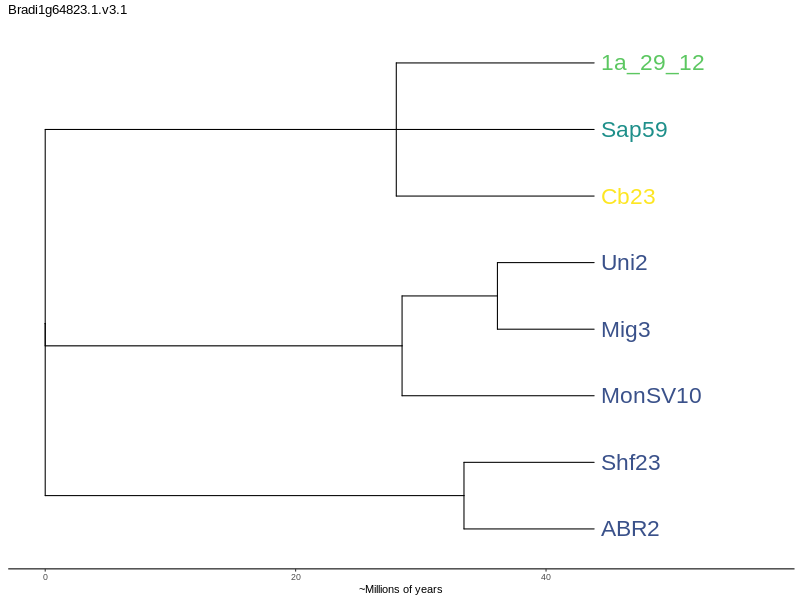 Bradi1g64823.1.v3.1
1a_29_12
Sap59
Cb23
Uni2
Mig3
MonSV10
Shf23
ABR2
0 20 40
~Millions of years